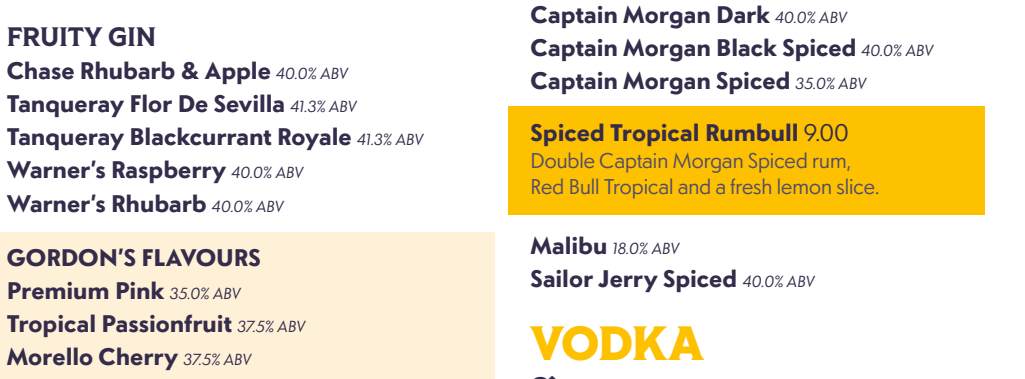 FRUITY GIN
Chase Rhubarb & Apple 40.0% ABV
Tanqueray Flor De Sevilla 41.3% ABV
Tanqueray Blackcurrant Royale 41.3% ABV
Warner's Raspberry 40.0% ABV
Warner's Rhubarb 40.0% ABV
GORDON'S FLAVOURS
Premium Pink 35.0% ABV
Tropical Passionfruit 37.5% ABV
Morello Cherry 37.5% ABV
Captain Morgan Dark 40.0% ABV
Captain Morgan Black Spiced 40.0% ABV
Captain Morgan Spiced 35.0% ABV
Spiced Tropical Rumbull 9.00
Double Captain Morgan Spiced rum,
Red Bull Tropical and a fresh lemon slice.
Malibu 18.0% ABV
Sailor Jerry Spiced 40.0% ABV
VODKA